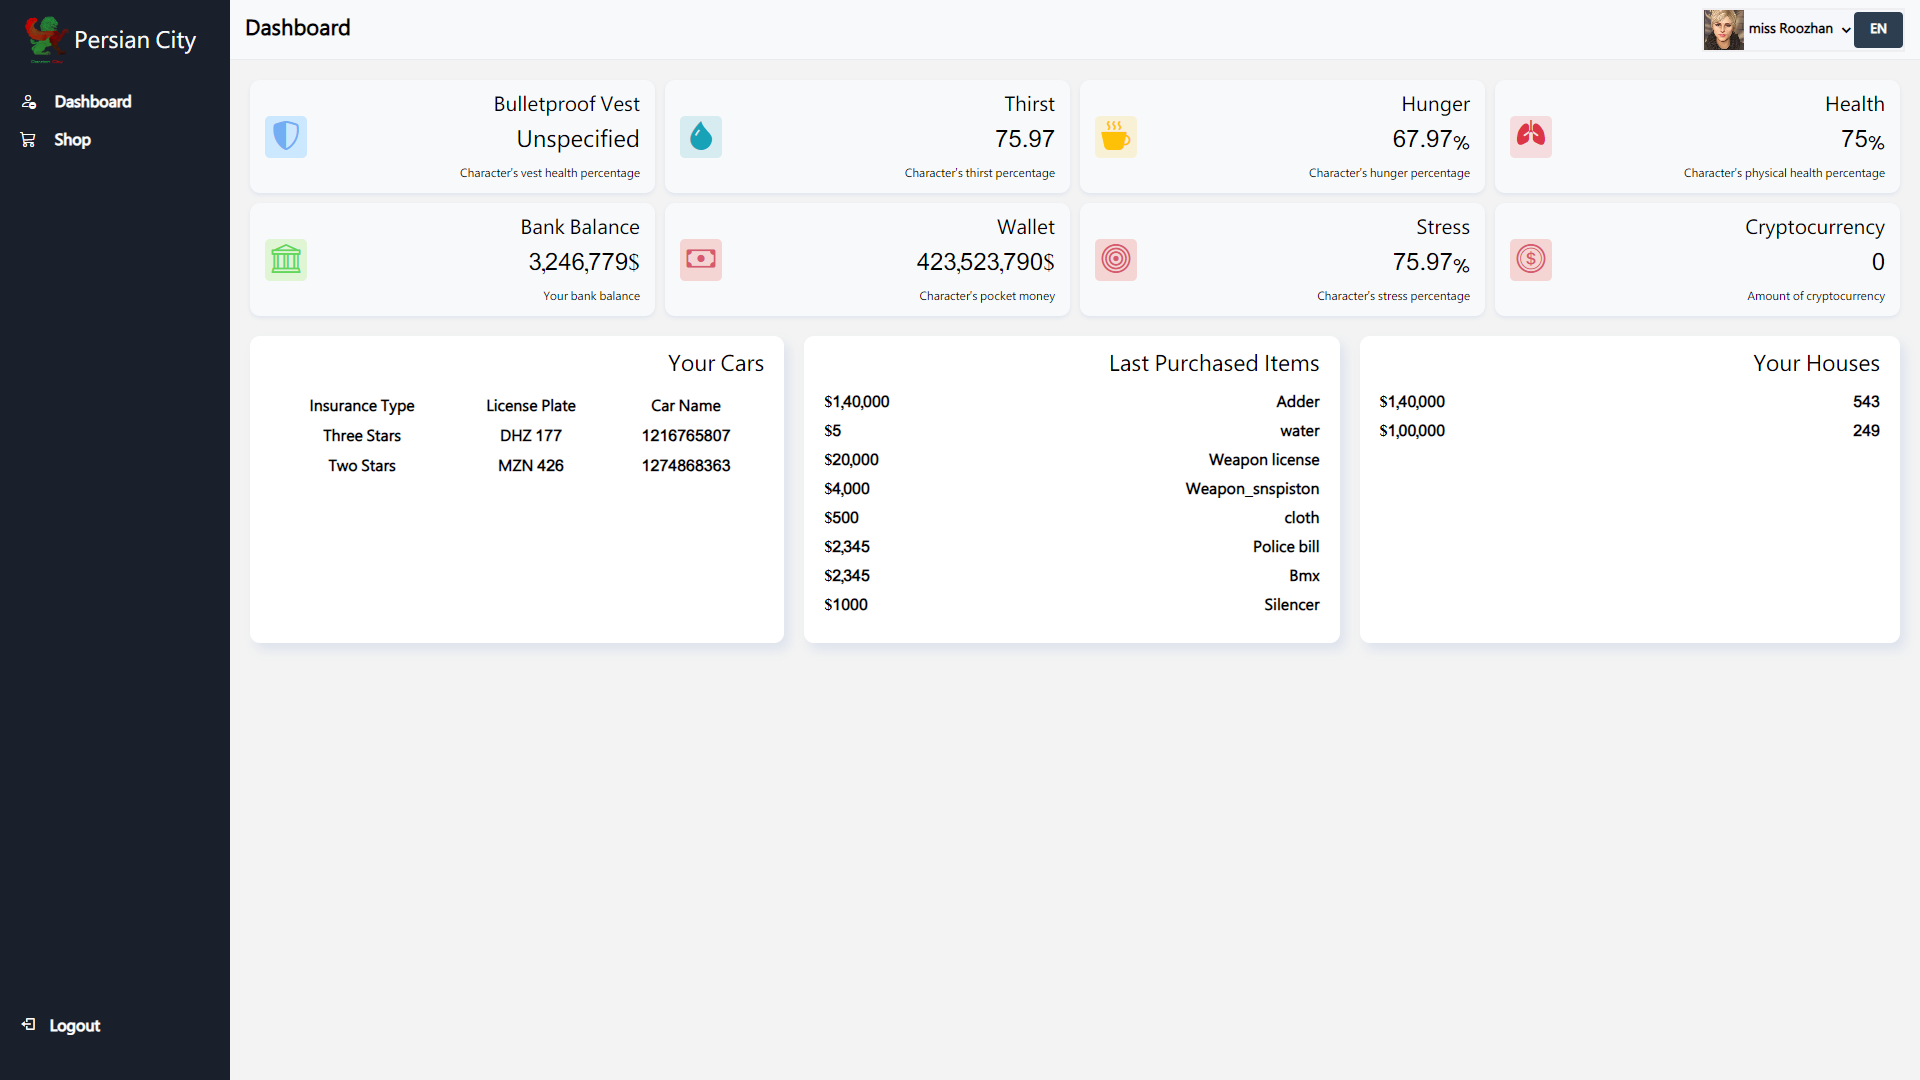 Persian City
Dashboard
Shop
Logout
Dashboard
miss Roozhan
EN
Bulletproof Vest
Unspecified
Character's vest health percentage
Thirst
75.97
Character's thirst percentage
Hunger
67.97%
Character's hunger percentage
Health
75%
Character's physical health percentage
Bank Balance
3,246,779$
Your bank balance
Wallet
423,523,790$
Character's pocket money
Stress
75.97%
Character's stress percentage
Cryptocurrency
0
Amount of cryptocurrency
Your Cars
Insurance Type License Plate Car Name
Three Stars DHZ 177 1216765807
Two Stars MZN 426 1274868363
Last Purchased Items
$1,40,000 Adder
$5 water
$20,000 Weapon license
$4,000 Weapon_snspiston
$500 cloth
$2,345 Police bill
$2,345 Bmx
$1000 Silencer
Your Houses
$1,40,000 543
$1,00,000 249